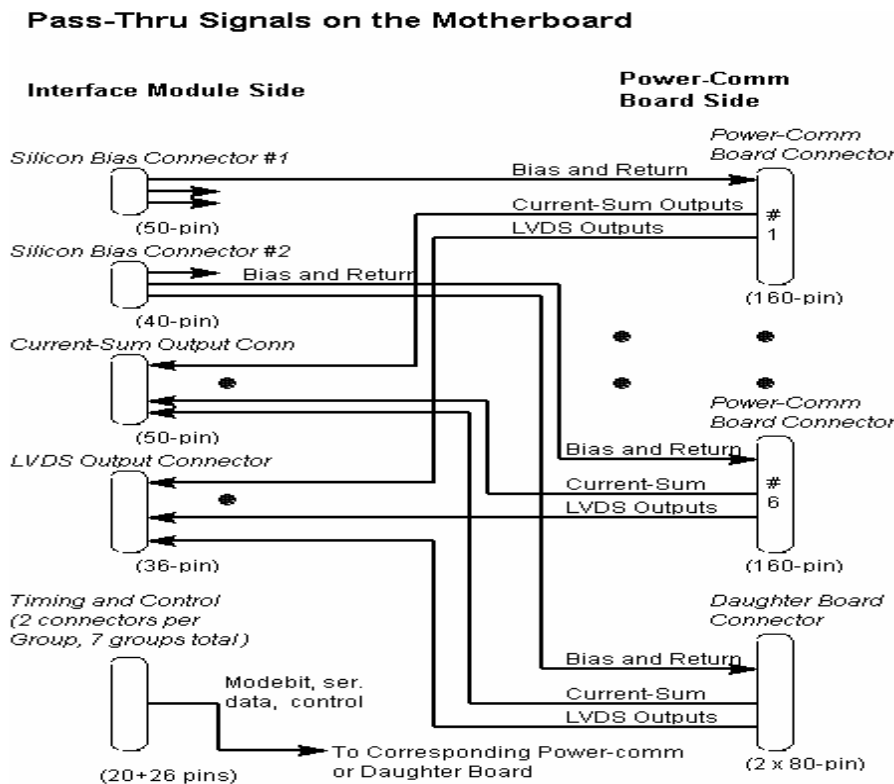 Pass-Thru Signals on the Motherboard
Interface Module Side
Power-Comm
Board Side
Silicon Bias Connector #1
(50-pin)
Silicon Bias Connector #2
(40-pin)
Current-Sum Output Conn
(50-pin)
LVDS Output Connector
(36-pin)
Timing and Control
(2 connectors per
Group, 7 groups total)
(20+26 pins)
Modebit, ser.
data, control
To Corresponding Power-comm
or Daughter Board
Bias and Return
Current-Sum Outputs
LVDS Outputs
Bias and Return
Power-Comm
Board Connector
#
1
(160-pin)
Power-Comm
Board Connector
Bias and Return
Current-Sum
LVDS Outputs
#
6
(160-pin)
Daughter Board
Connector
Bias and Return
Current-Sum
LVDS Outputs
(2 x 80-pin)